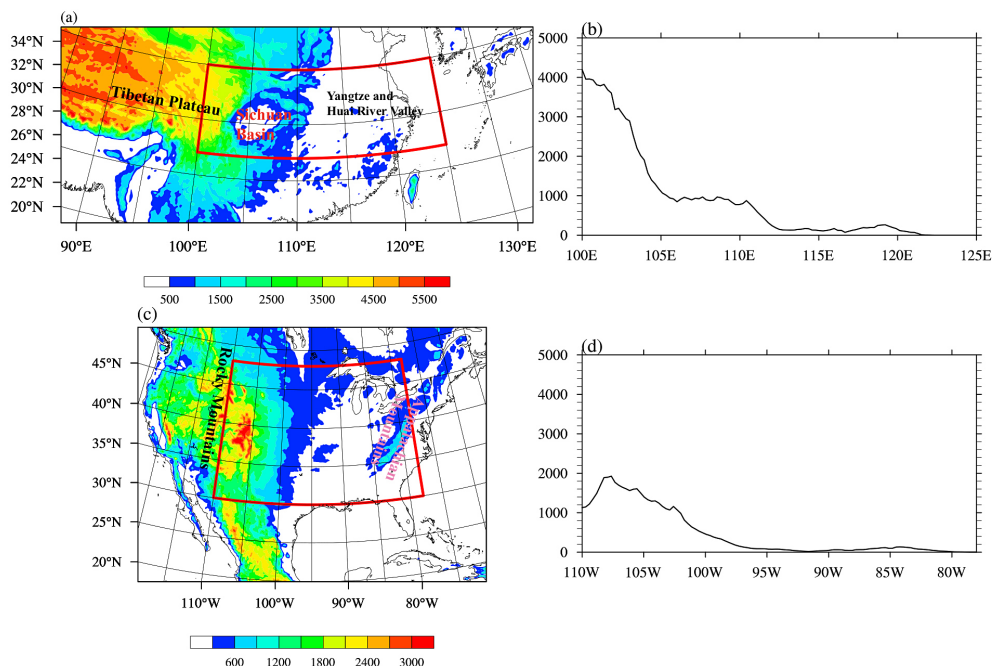 (a)
34°N
32°N
30°N
28°N
26°N
24°N
22°N
20°N
Tibetan Plateau
Sichuan
Basin
Yangtze and
Huai River Valley
90°E 100°E 110°E 120°E 130°E
500 1500 2500 3500 4500 5500
(b)
5000
4000
3000
2000
1000
0
100E 105E 110E 115E 120E 125E
(c)
45°N
40°N
35°N
30°N
25°N
20°N
Rocky Mountains
Appalachian
Mountains
110°W 100°W 90°W 80°W
600 1200 1800 2400 3000
(d)
5000
4000
3000
2000
1000
0
110W 105W 100W 95W 90W 85W 80W